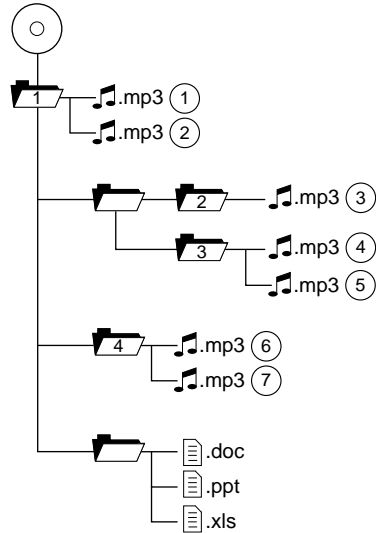 1 .mp3 1
.mp3 2
2 .mp3 3
3 .mp3 4
.mp3 5
4 .mp3 6
.mp3 7
.doc
.ppt
.xls